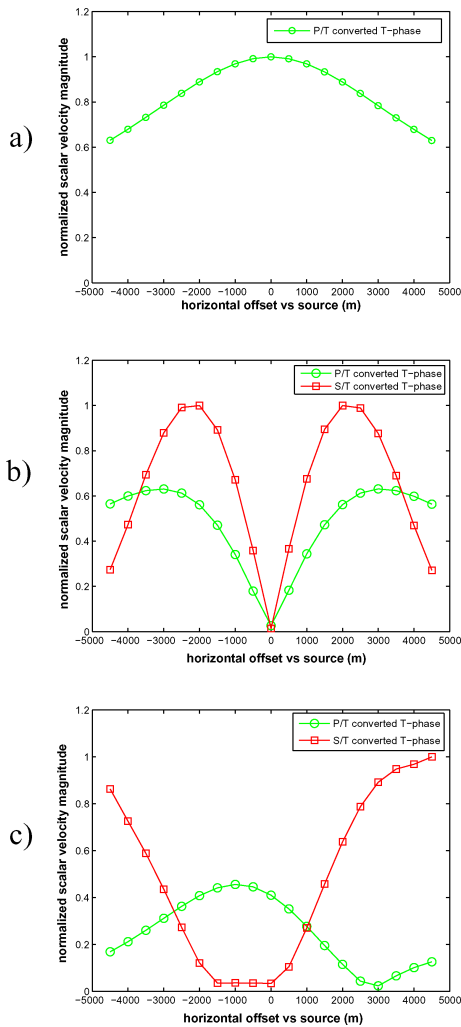 a)
P/T converted T−phase
normalized scalar velocity magnitude
1.2
1
0.8
0.6
0.4
0.2
0
−5000 −4000 −3000 −2000 −1000 0 1000 2000 3000 4000 5000
horizontal offset vs source (m)
b)
P/T converted T−phase
S/T converted T−phase
normalized scalar velocity magnitude
1.2
1
0.8
0.6
0.4
0.2
0
−5000 −4000 −3000 −2000 −1000 0 1000 2000 3000 4000 5000
horizontal offset vs source (m)
c)
P/T converted T−phase
S/T converted T−phase
normalized scalar velocity magnitude
1.2
1
0.8
0.6
0.4
0.2
0
−5000 −4000 −3000 −2000 −1000 0 1000 2000 3000 4000 5000
horizontal offset vs source (m)